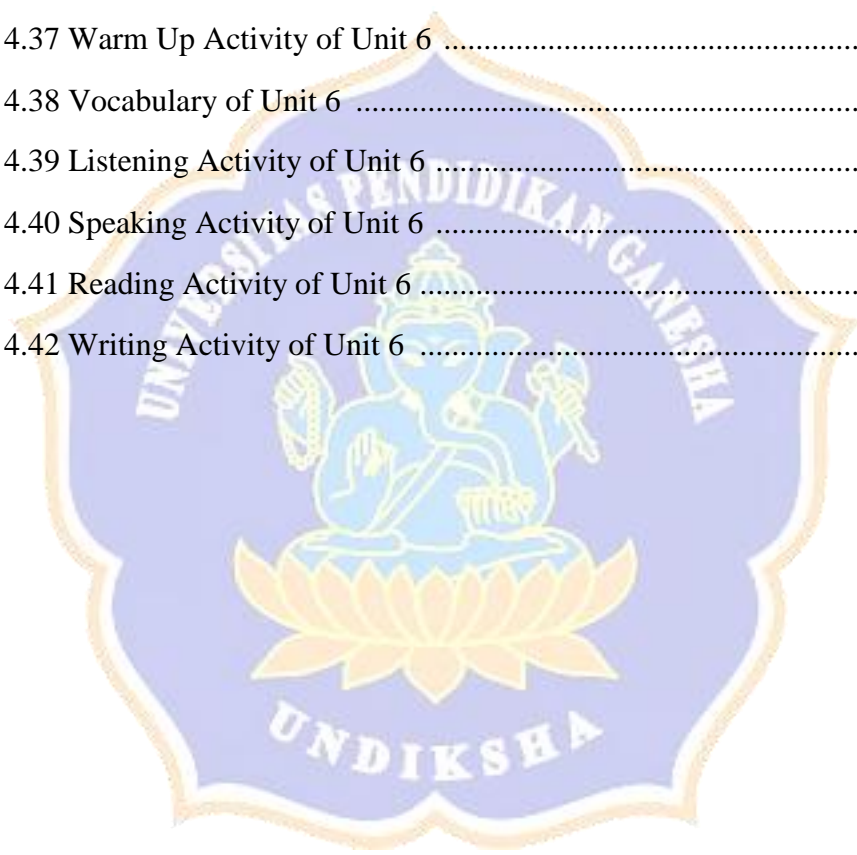 4.37 Warm Up Activity of Unit 6 ....................................................
4.38 Vocabulary of Unit 6 ...............................................................
4.39 Listening Activity of Unit 6 .....................................................
4.40 Speaking Activity of Unit 6 .....................................................
4.41 Reading Activity of Unit 6 .......................................................
4.42 Writing Activity of Unit 6 .......................................................
UNIVERSITAS PENDIDIKAN GANESHA
UNDIKSHA